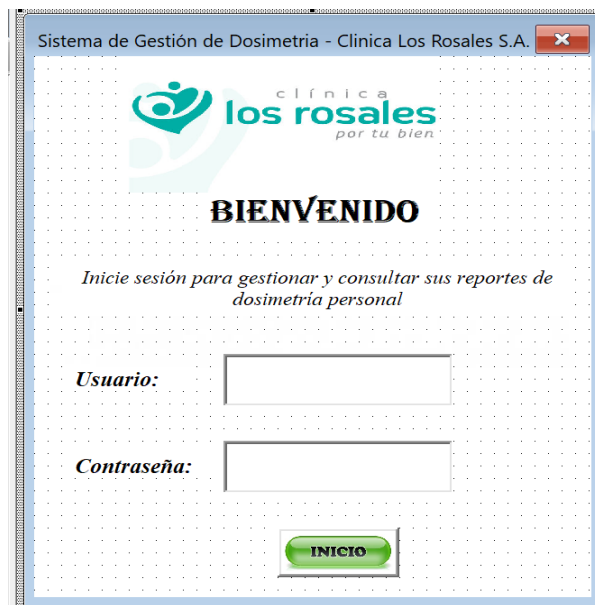 Sistema de Gestión de Dosimetria - Clinica Los Rosales S.A.
clínica
los rosales
por tu bien
BIENVENIDO
Inicie sesión para gestionar y consultar sus reportes de
dosimetría personal
Usuario:
Contraseña:
INICIO